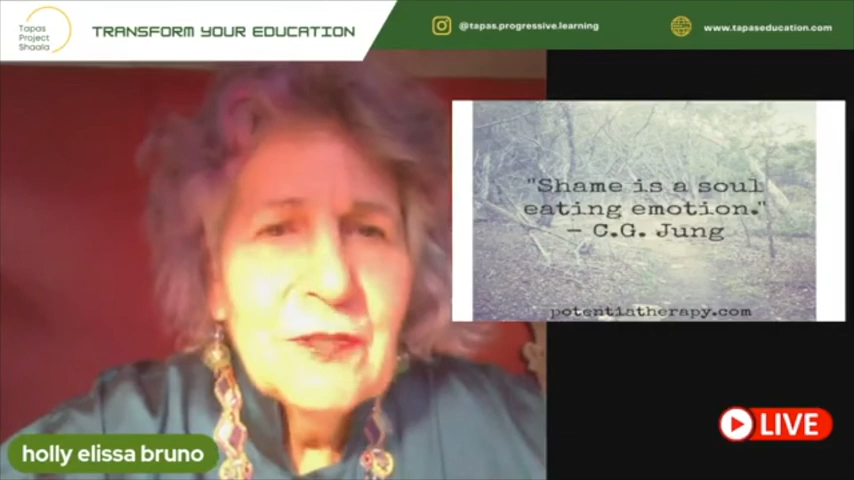 Tapas
Project
Shaala
TRANSFORM YOUR EDUCATION
@tapas.progressive.learning
www.tapaseducation.com
"Shame is a soul
eating emotion."
– C.G. Jung
potentiatherapy.com
LIVE
holly elissa bruno